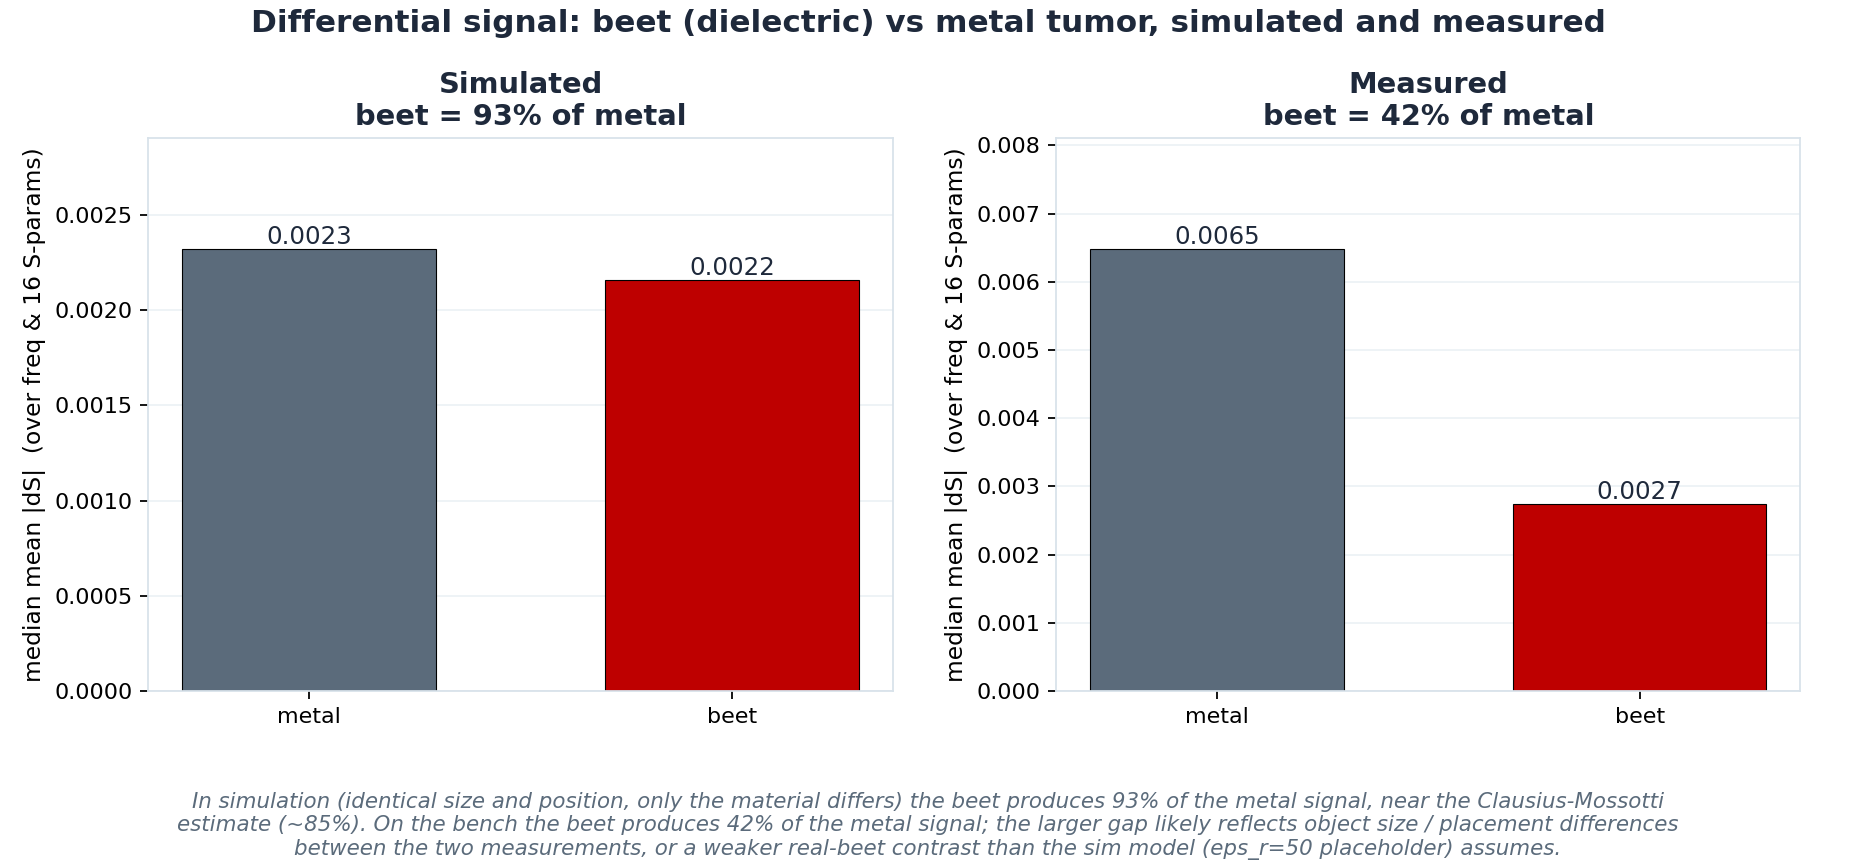 Differential signal: beet (dielectric) vs metal tumor, simulated and measured
Simulated
beet = 93% of metal
median mean |dS|  (over freq & 16 S-params)
0.0025
0.0020
0.0015
0.0010
0.0005
0.0000
0.0023
0.0022
metal
beet
Measured
beet = 42% of metal
median mean |dS|  (over freq & 16 S-params)
0.008
0.007
0.006
0.005
0.004
0.003
0.002
0.001
0.000
0.0065
0.0027
metal
beet
In simulation (identical size and position, only the material differs) the beet produces 93% of the metal signal, near the Clausius-Mossotti
estimate (~85%). On the bench the beet produces 42% of the metal signal; the larger gap likely reflects object size / placement differences
between the two measurements, or a weaker real-beet contrast than the sim model (eps_r=50 placeholder) assumes.